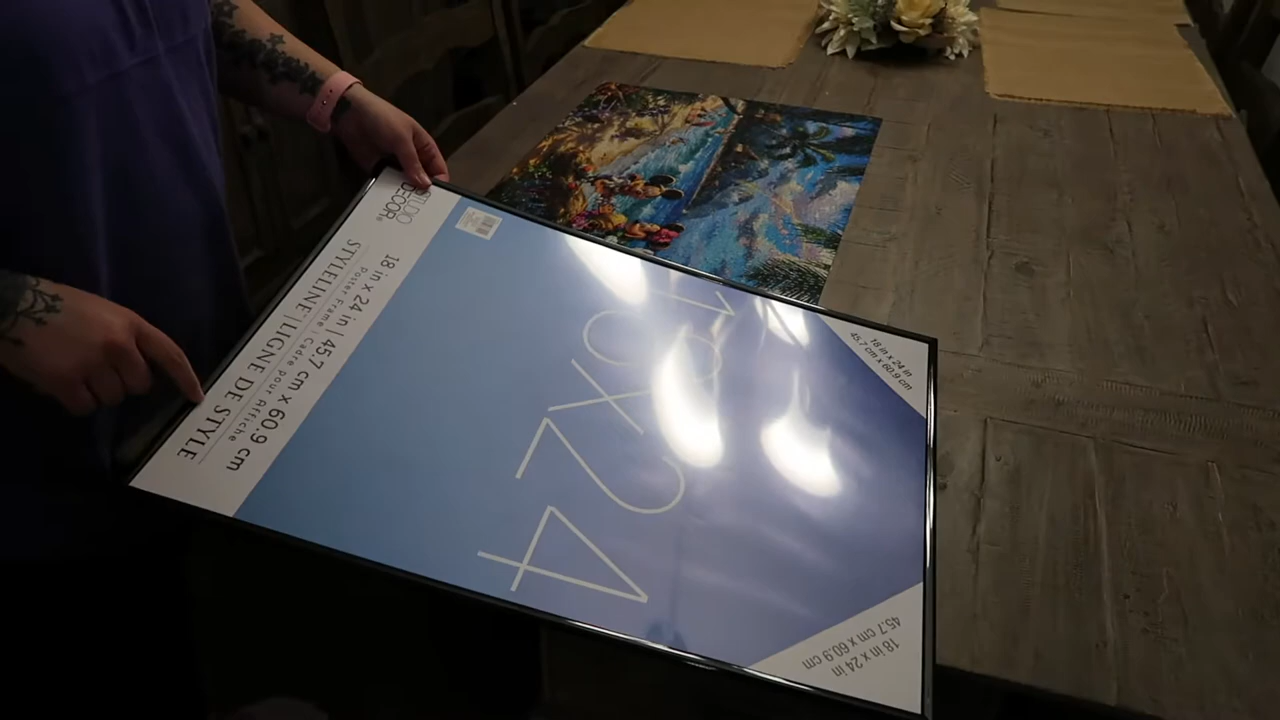 STUDIO
DECOR®
STYLELINE™ | LIGNE DE STYLE
Poster Frame | Cadre pour Affiche
18 in x 24 in | 45.7 cm x 60.9 cm
18X24
18 in x 24 in
45.7 cm x 60.9 cm
18 in x 24 in
45.7 cm x 60.9 cm